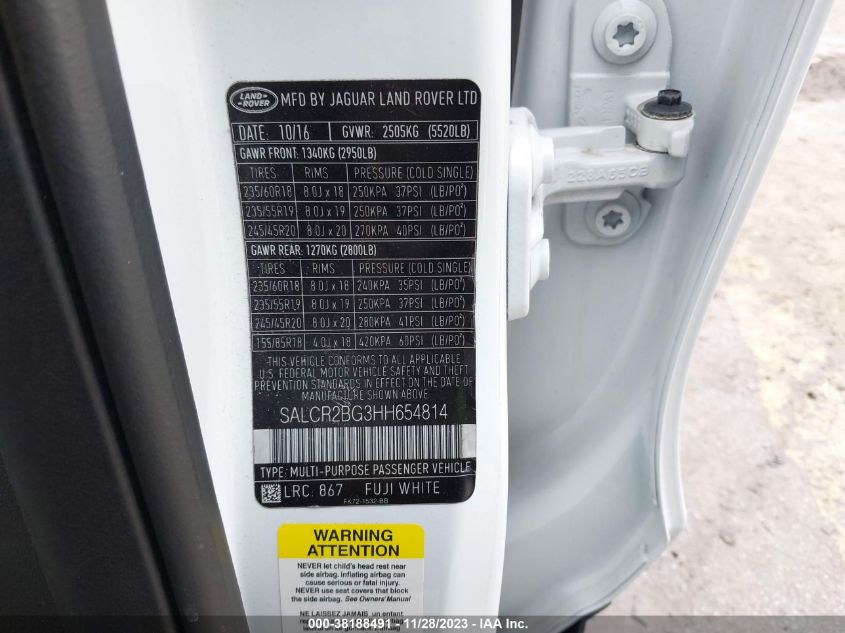 LAND-
ROVER
MFD BY JAGUAR LAND ROVER LTD
DATE: 10/16 GVWR: 2505KG (5520LB)
GAWR FRONT: 1340KG (2950LB)
TIRES RIMS PRESSURE (COLD SINGLE)
235/60R18 8.0J x 18 250KPA 37PSI (LB/PO²)
235/55R19 8.0J x 19 250KPA 37PSI (LB/PO²)
245/45R20 8.0J x 20 270KPA 40PSI (LB/PO²)
GAWR REAR: 1270KG (2800LB)
TIRES RIMS PRESSURE (COLD SINGLE)
235/60R18 8.0J x 18 240KPA 35PSI (LB/PO²)
235/55R19 8.0J x 19 250KPA 37PSI (LB/PO²)
245/45R20 8.0J x 20 280KPA 41PSI (LB/PO²)
155/85R18 4.0J x 18 420KPA 60PSI (LB/PO²)
THIS VEHICLE CONFORMS TO ALL APPLICABLE
U.S. FEDERAL MOTOR VEHICLE SAFETY AND THEFT
PREVENTION STANDARDS IN EFFECT ON THE DATE
OF MANUFACTURE SHOWN ABOVE
SALCR2BG3HH654814
TYPE: MULTI-PURPOSE PASSENGER VEHICLE
LRC: 867 FUJI WHITE
FK72-1532-BB
WARNING
ATTENTION
NEVER let child's head rest near
side airbag. Inflating airbag can
cause serious or fatal injury.
NEVER use seat covers that block
side airbag. See Owners' Manual
NE LAISSEZ JAMAIS un enfant
000-38188491 - 11/28/2023 - IAA Inc.